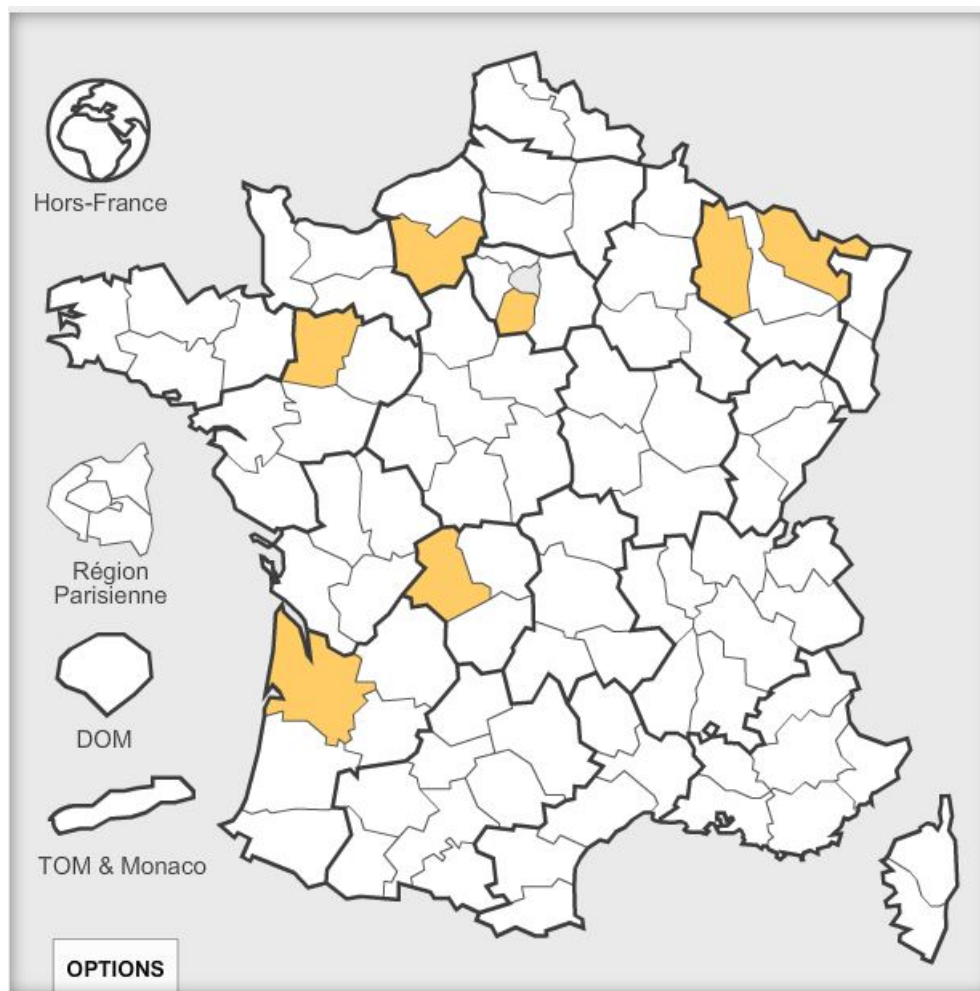 Hors-France
Région
Parisienne
DOM
TOM & Monaco
OPTIONS